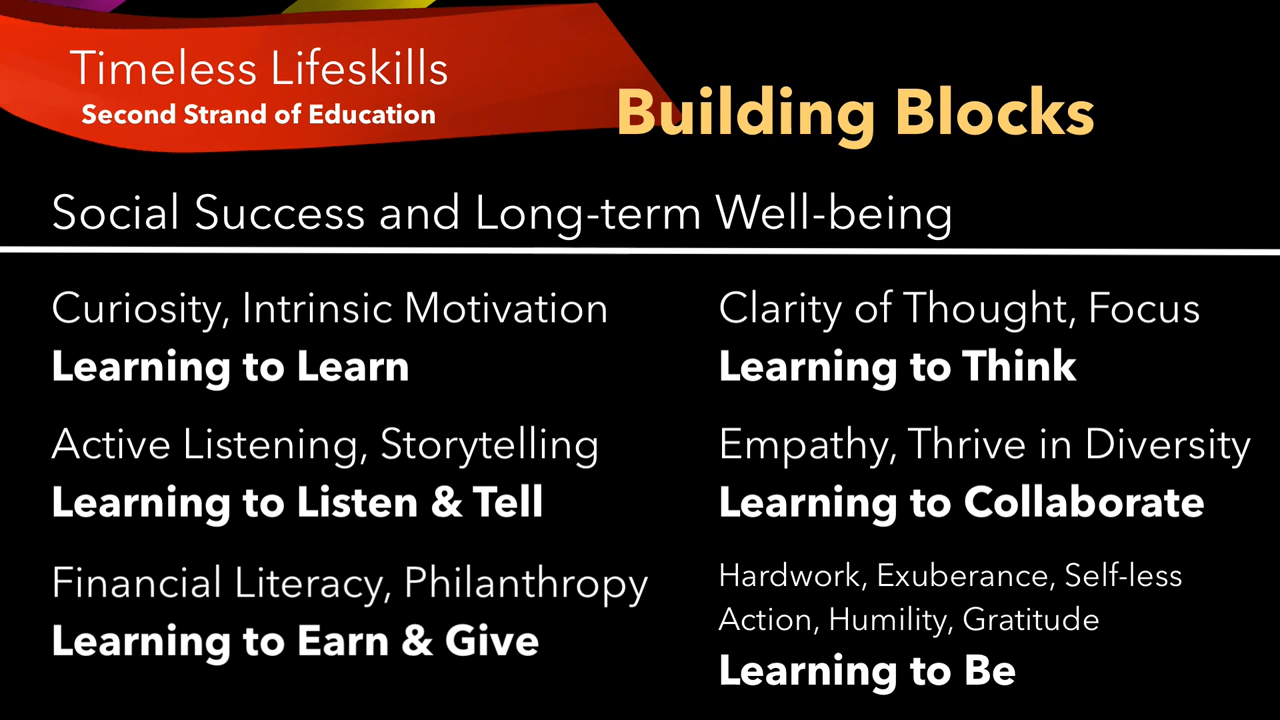 Timeless Lifeskills
Second Strand of Education
Building Blocks
Social Success and Long-term Well-being
Curiosity, Intrinsic Motivation
Learning to Learn
Active Listening, Storytelling
Learning to Listen & Tell
Financial Literacy, Philanthropy
Learning to Earn & Give
Clarity of Thought, Focus
Learning to Think
Empathy, Thrive in Diversity
Learning to Collaborate
Hardwork, Exuberance, Self-less
Action, Humility, Gratitude
Learning to Be